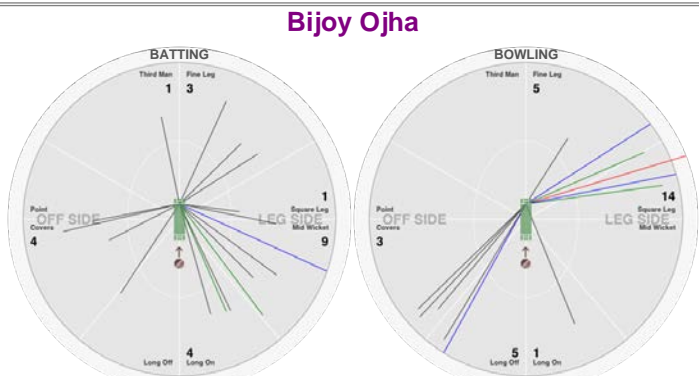 Bijoy Ojha
BATTING
Third Man Fine Leg
1 3
Point
OFF SIDE
Covers
4
1
Square Leg
LEG SIDE
Mid Wicket
9
4
Long Off Long On
BOWLING
Third Man Fine Leg
5
Point
OFF SIDE
Covers
3
14
Square Leg
LEG SIDE
Mid Wicket
5 1
Long Off Long On